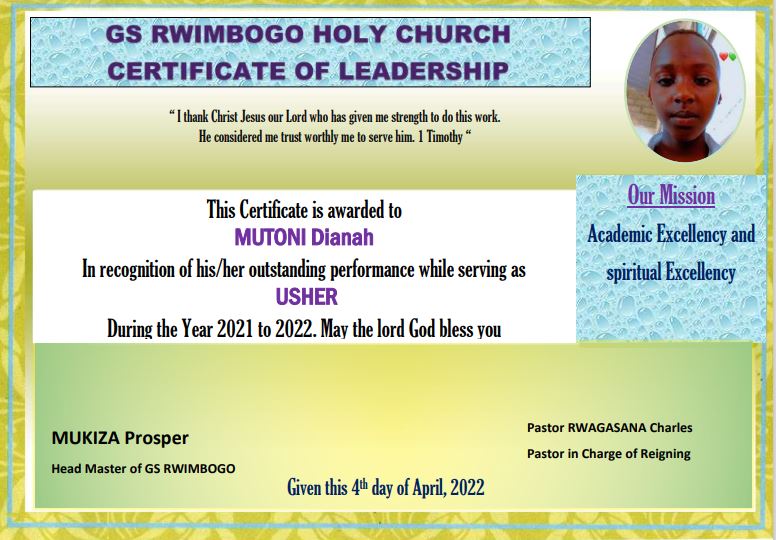 GS RWIMBOGO HOLY CHURCH
CERTIFICATE OF LEADERSHIP
“ I thank Christ Jesus our Lord who has given me strength to do this work.
He considered me trust worthly me to serve him. 1 Timothy “
This Certificate is awarded to
MUTONI Dianah
In recognition of his/her outstanding performance while serving as
USHER
During the Year 2021 to 2022. May the lord God bless you
Our Mission
Academic Excellency and
spiritual Excellency
MUKIZA Prosper
Head Master of GS RWIMBOGO
Pastor RWAGASANA Charles
Pastor in Charge of Reigning
Given this 4th day of April, 2022